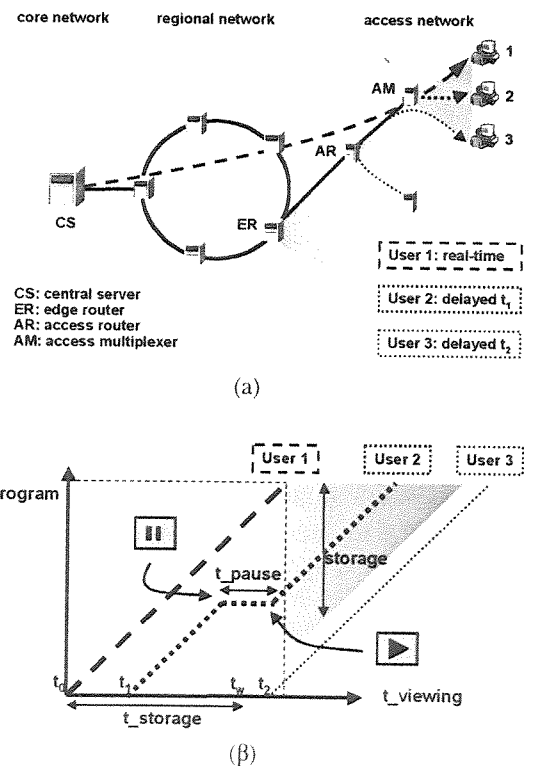 core network regional network access network
1
AM
2
3
AR
CS
ER
User 1: real-time
User 2: delayed t1
User 3: delayed t2
CS: central server
ER: edge router
AR: access router
AM: access multiplexer
(a)
User 1 User 2 User 3
rogram
storage
t_pause
t0 t1 tw t2 t_viewing
t_storage
(β)